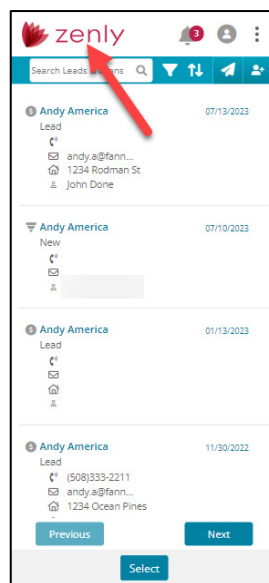 zenly
3
Search Leads & Loans
S Andy America 07/13/2023
Lead
andy.a@fann...
1234 Rodman St
John Done
Andy America 07/10/2023
New
S Andy America 01/13/2023
Lead
S Andy America 11/30/2022
Lead
(508)333-2211
andy.a@fann...
1234 Ocean Pines
Previous Next
Select